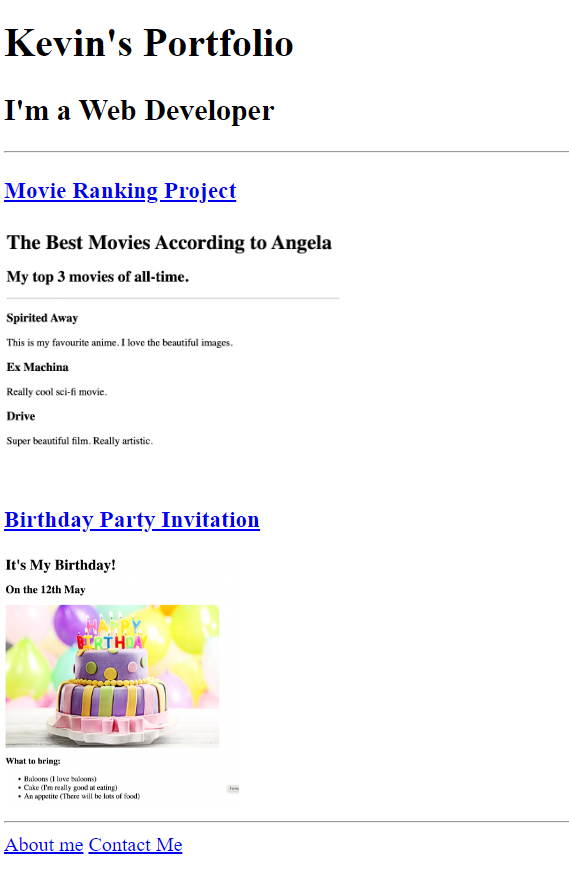 Kevin's Portfolio
I'm a Web Developer
Movie Ranking Project
The Best Movies According to Angela
My top 3 movies of all-time.
Spirited Away
This is my favourite anime. I love the beautiful images.
Ex Machina
Really cool sci-fi movie.
Drive
Super beautiful film. Really artistic.
Birthday Party Invitation
It's My Birthday!
On the 12th May
HAPPY
BIRTHDAY
What to bring:
• Baloons (I love baloons)
• Cake (I'm really good at eating)
• An appetite (There will be lots of food)
About me Contact Me